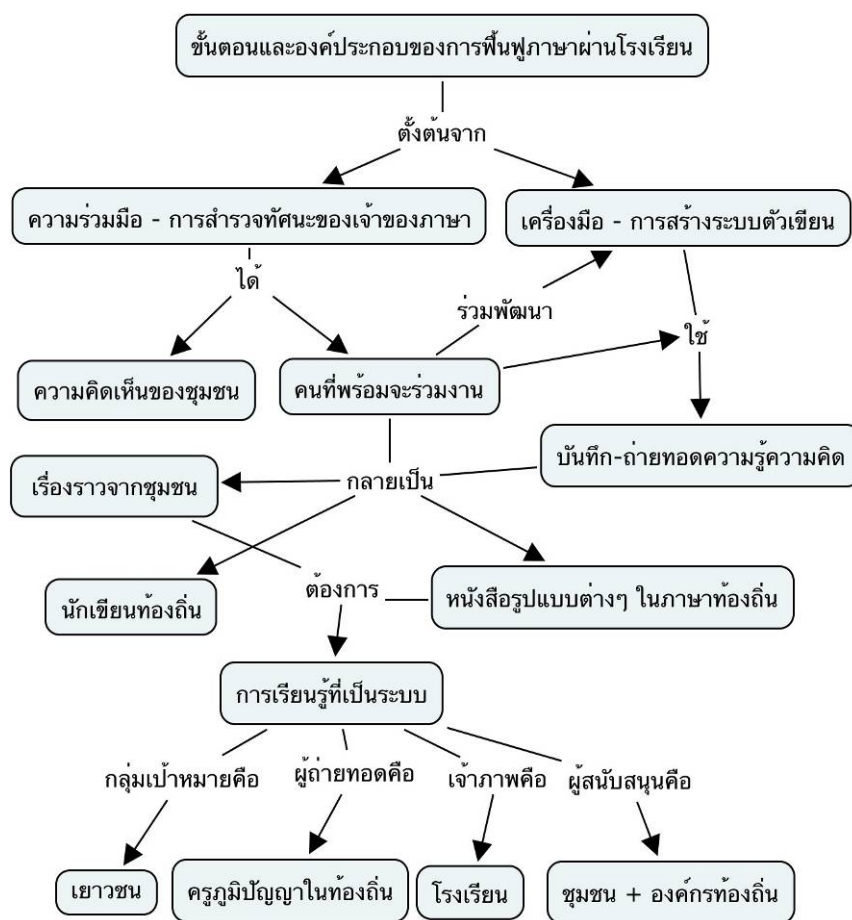 ขั้นตอนและองค์ประกอบของการฟื้นฟูภาษาผ่านโรงเรียน
ตั้งต้นจาก
ความร่วมมือ - การสำรวจทัศนะของเจ้าของภาษา
เครื่องมือ - การสร้างระบบตัวเขียน
ได้
ร่วมพัฒนา
ใช้
ความคิดเห็นของชุมชน
คนที่พร้อมจะร่วมงาน
บันทึก-ถ่ายทอดความรู้ความคิด
เรื่องราวจากชุมชน
กลายเป็น
นักเขียนท้องถิ่น
ต้องการ
หนังสือรูปแบบต่างๆ ในภาษาท้องถิ่น
การเรียนรู้ที่เป็นระบบ
กลุ่มเป้าหมายคือ
ผู้ถ่ายทอดคือ
เจ้าภาพคือ
ผู้สนับสนุนคือ
เยาวชน
ครูภูมิปัญญาในท้องถิ่น
โรงเรียน
ชุมชน + องค์กรท้องถิ่น